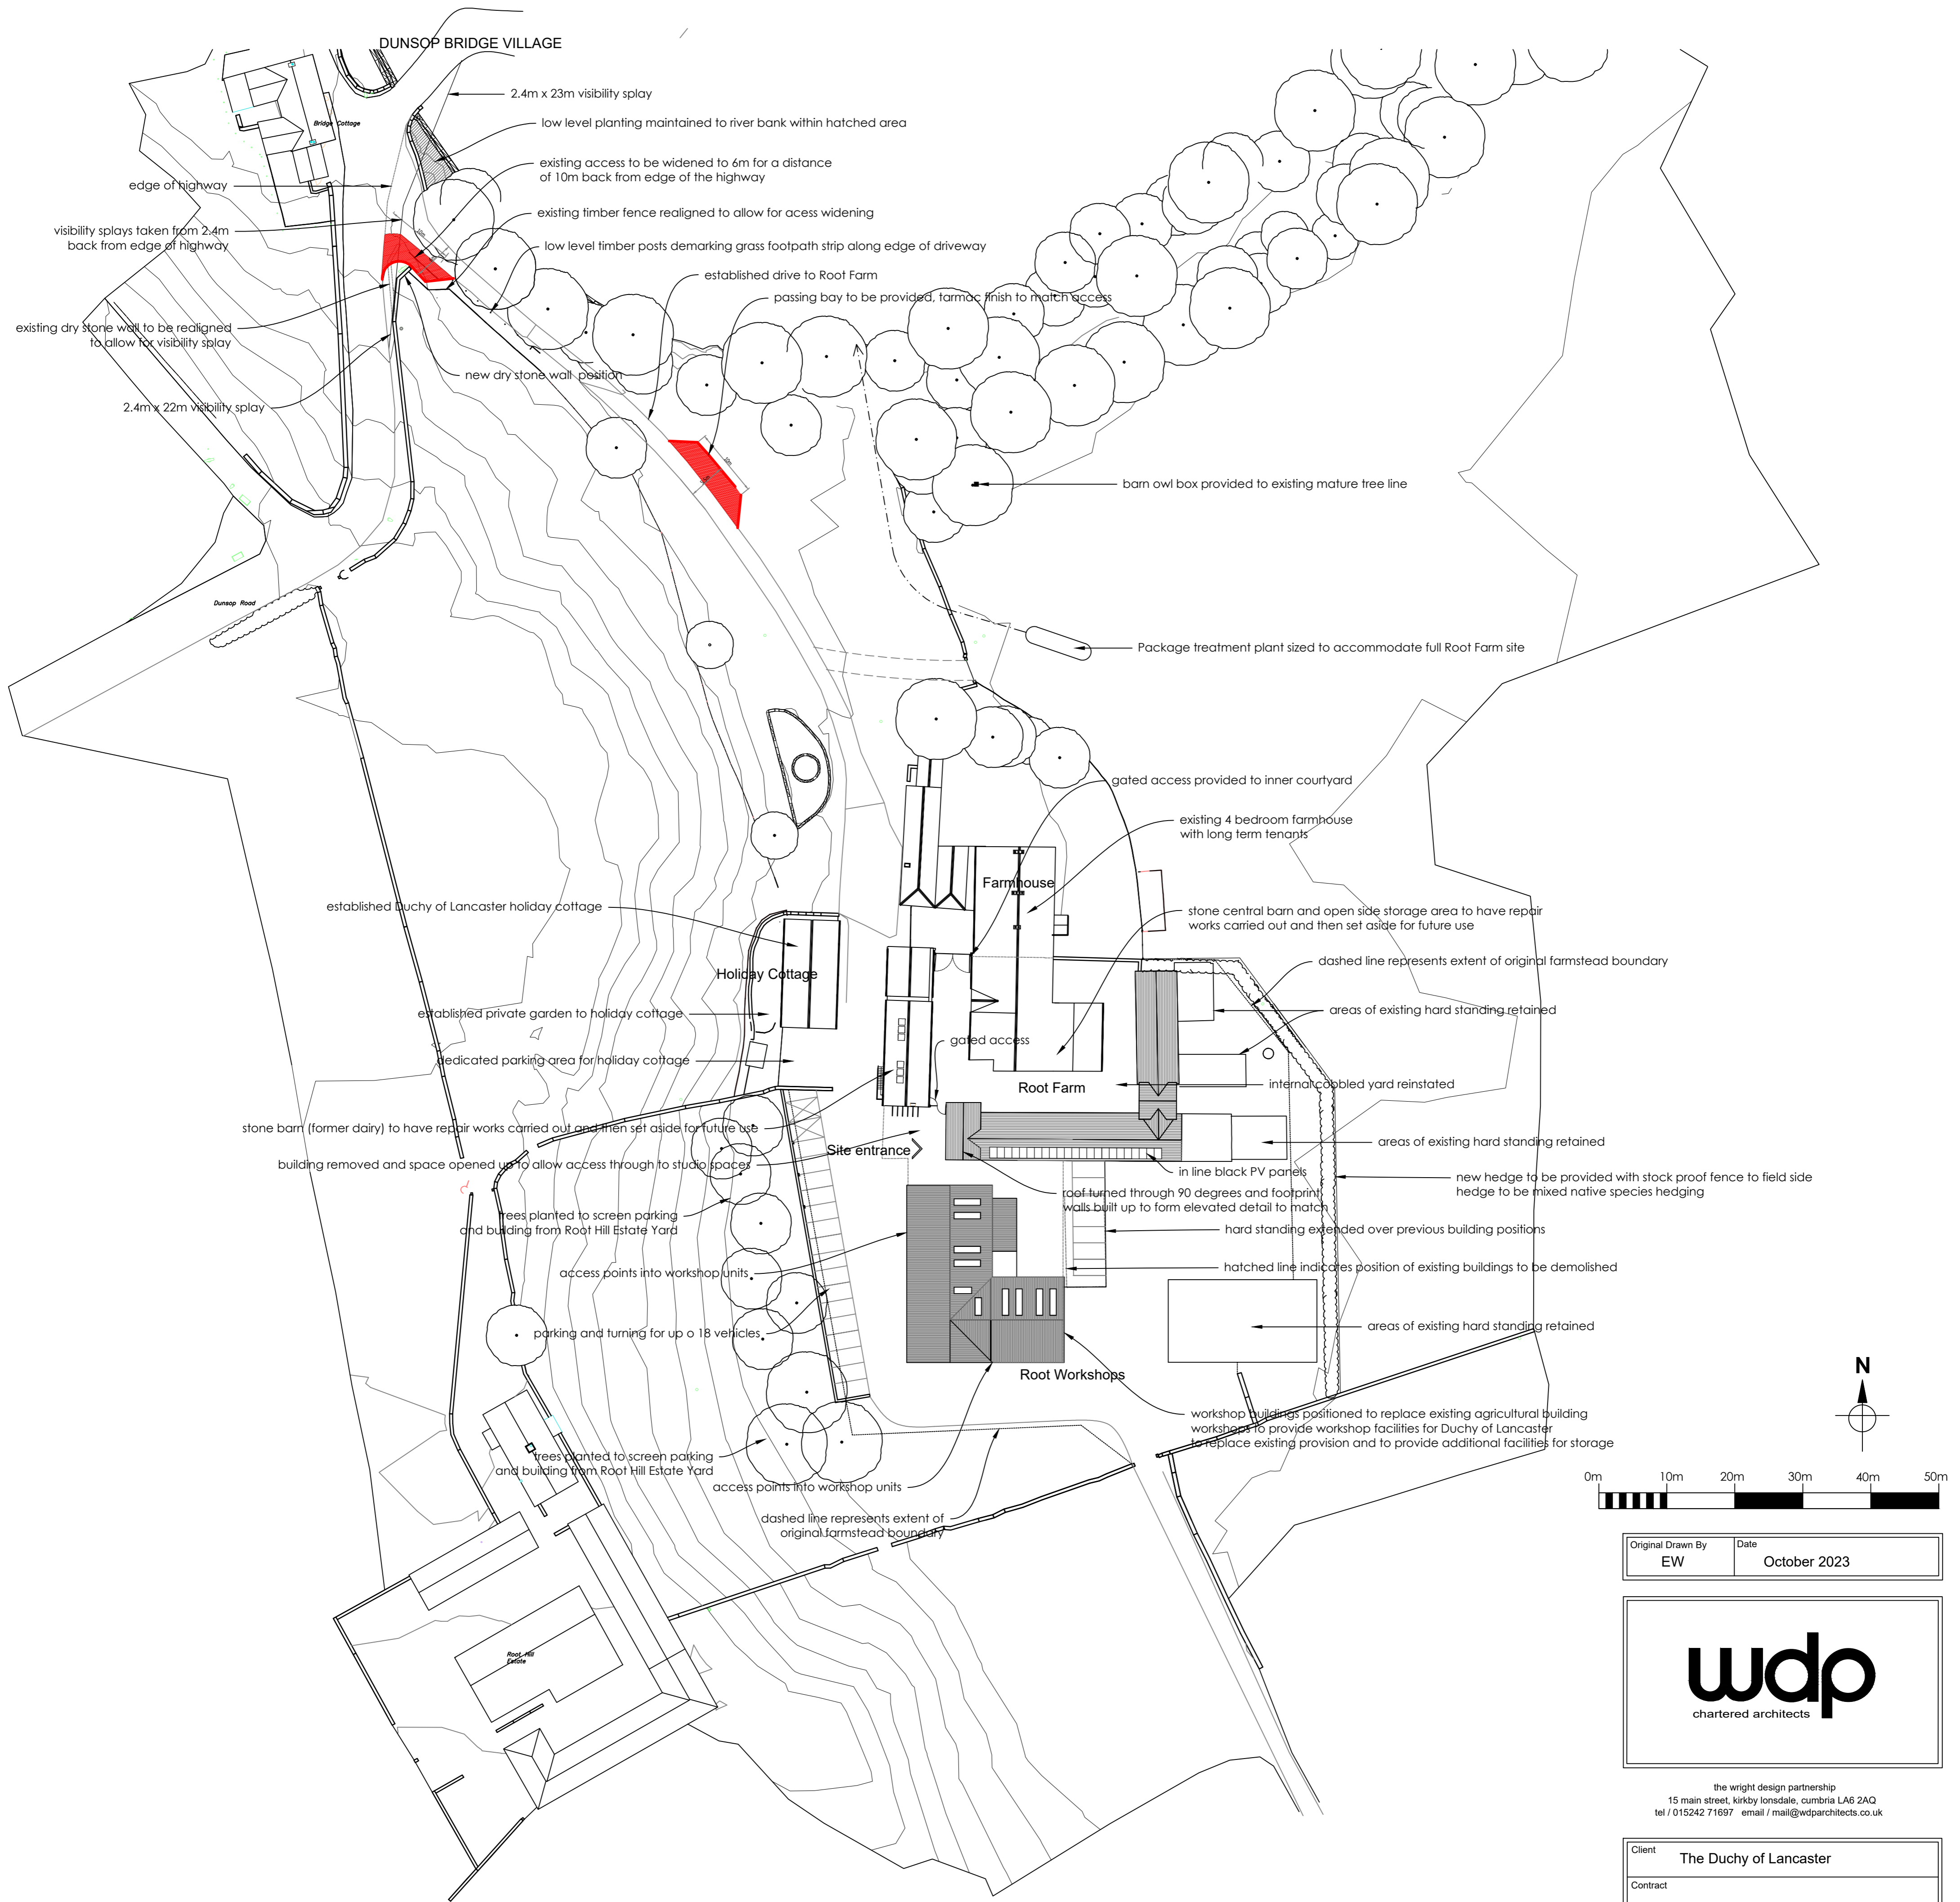 DUNSOP BRIDGE VILLAGE
2.4m x 23m visibility splay
Bridge Cottage
low level planting maintained to river bank within hatched area
existing access to be widened to 6m for a distance
of 10m back from edge of the highway
edge of highway
existing timber fence realigned to allow for acess widening
visibility splays taken from 2.4m
back from edge of highway
low level timber posts demarking grass footpath strip along edge of driveway
established drive to Root Farm
passing bay to be provided, tarmac finish to match access
existing dry stone wall to be realigned
to allow for visibility splay
new dry stone wall position
2.4m x 22m visibility splay
barn owl box provided to existing mature tree line
Dunsop Road
Package treatment plant sized to accommodate full Root Farm site
gated access provided to inner courtyard
existing 4 bedroom farmhouse
with long term tenants
Farmhouse
established Duchy of Lancaster holiday cottage
stone central barn and open side storage area to have repair
works carried out and then set aside for future use
dashed line represents extent of original farmstead boundary
Holiday Cottage
established private garden to holiday cottage
areas of existing hard standing retained
gated access
dedicated parking area for holiday cottage
Root Farm
internal cobbled yard reinstated
stone barn (former dairy) to have repair works carried out and then set aside for future use
areas of existing hard standing retained
Site entrance
building removed and space opened up to allow access through to studio spaces
in line black PV panels
new hedge to be provided with stock proof fence to field side
hedge to be mixed native species hedging
roof turned through 90 degrees and footprint
walls built up to form elevated detail to match
trees planted to screen parking
and building from Root Hill Estate Yard
hard standing extended over previous building positions
access points into workshop units
hatched line indicates position of existing buildings to be demolished
parking and turning for up o 18 vehicles
areas of existing hard standing retained
Root Workshops
N
workshop buildings positioned to replace existing agricultural building
workshops to provide workshop facilities for Duchy of Lancaster
to replace existing provision and to provide additional facilities for storage
trees planted to screen parking
and building from Root Hill Estate Yard
access points into workshop units
0m 10m 20m 30m 40m 50m
dashed line represents extent of
original farmstead boundary
Original Drawn By
EW
Date
October 2023
Root Hill
Estate
wdp
chartered architects
the wright design partnership
15 main street, kirkby lonsdale, cumbria LA6 2AQ
tel / 015242 71697 email / mail@wdparchitects.co.uk
Client
The Duchy of Lancaster
Contract